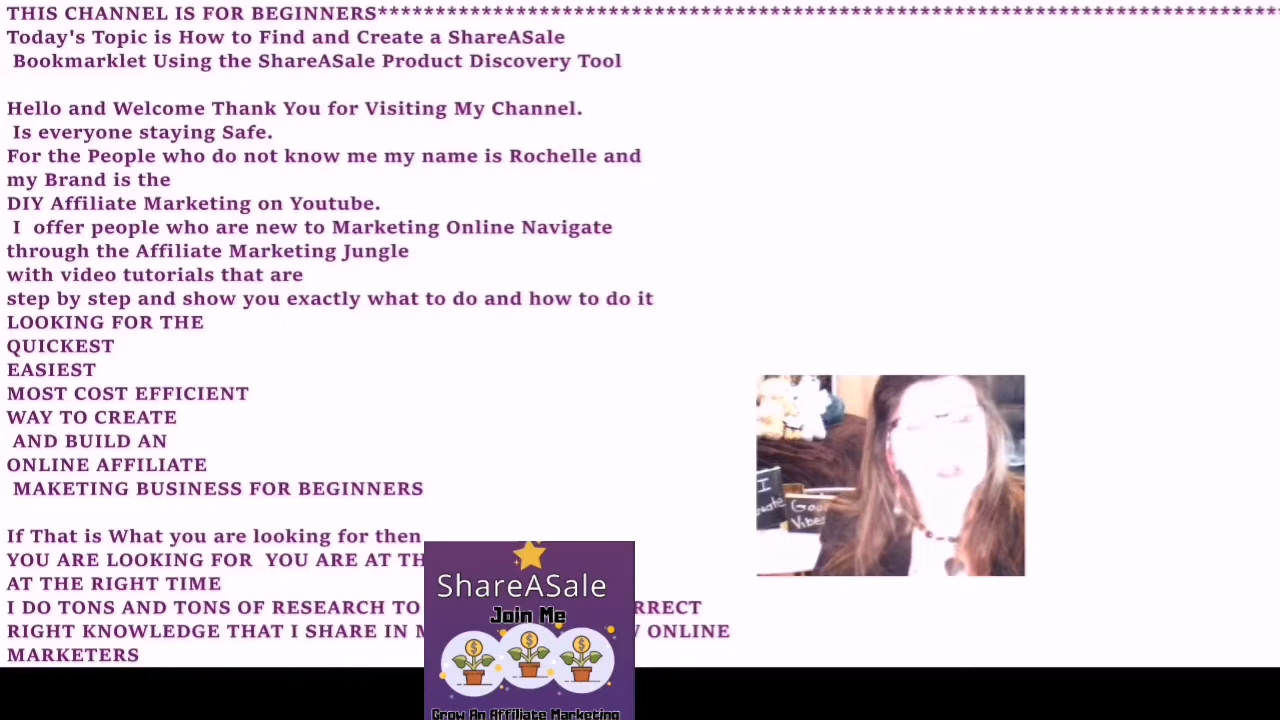 THIS CHANNEL IS FOR BEGINNERS******************************************************************************
Today's Topic is How to Find and Create a ShareASale
Bookmarklet Using the ShareASale Product Discovery Tool
Hello and Welcome Thank You for Visiting My Channel.
Is everyone staying Safe.
For the People who do not know me my name is Rochelle and
my Brand is the
DIY Affiliate Marketing on Youtube.
I offer people who are new to Marketing Online Navigate
through the Affiliate Marketing Jungle
with video tutorials that are
step by step and show you exactly what to do and how to do it
LOOKING FOR THE
QUICKEST
EASIEST
MOST COST EFFICIENT
WAY TO CREATE
AND BUILD AN
ONLINE AFFILIATE
MAKETING BUSINESS FOR BEGINNERS
If That is What you are looking for then
YOU ARE LOOKING FOR YOU ARE AT
AT THE RIGHT TIME
I DO TONS AND TONS OF RESEARCH TO
RIGHT KNOWLEDGE THAT I SHARE IN ONLINE
MARKETERS
ShareASale
Join Me
Grow An Affiliate Marketing
I
Good
Vibes